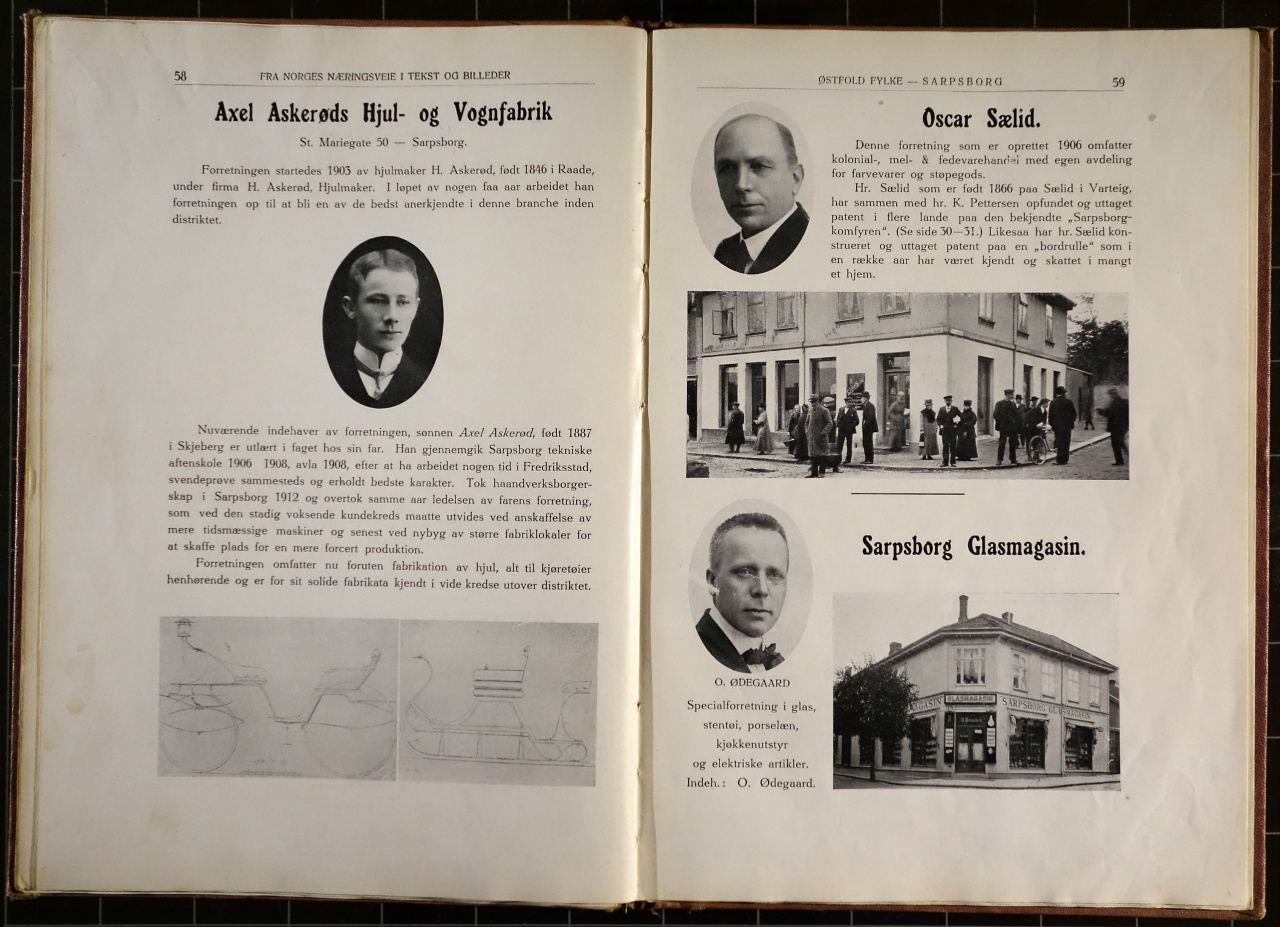 58
FRA NORGES NÆRINGSVEIE I TEKST OG BILLEDER
Axel Askerøds Hjul- og Vognfabrik
St. Mariegate 50 — Sarpsborg.
Forretningen startedes 1903 av hjulmaker H. Askerød, født 1846 i Raade,
under firma H. Askerød, Hjulmaker. I løpet av nogen faa aar arbeidet han
forretningen op til at bli en av de bedst anerkjendte i denne branche inden
distriktet.
Nuværende indehaver av forretningen, sønnen Axel Askerød, født 1887
i Skjeberg er utlært i faget hos sin far. Han gjennemgik Sarpsborg tekniske
aftenskole 1906 1908, avla 1908, efter at ha arbeidet nogen tid i Fredriksstad,
svendeprøve sammesteds og erholdt bedste karakter. Tok haandverksborger-
skap i Sarpsborg 1912 og overtok samme aar ledelsen av farens forretning,
som ved den stadig voksende kundekreds maatte utvides ved anskaffelse av
mere tidsmæssige maskiner og senest ved nybyg av større fabriklokaler for
at skaffe plads for en mere forcert produktion.
Forretningen omfatter nu foruten fabrikation av hjul, alt til kjøretøier
henhørende og er for sit solide fabrikata kjendt i vide kredse utover distriktet.
ØSTFOLD FYLKE — SARPSBORG
59
Oscar Sælid.
Denne forretning som er oprettet 1906 omfatter
kolonial-, mel- & fedevarehandel med egen avdeling
for farvevarer og støpegods.
Hr. Sælid som er født 1866 paa Sælid i Varteig,
har sammen med hr. K. Pettersen opfundet og uttaget
patent i flere lande paa den bekjendte „Sarpsborg-
komfyren“. (Se side 30—31.) Likesaa har hr. Sælid kon-
strueret og uttaget patent paa en „bordrulle“ som i
en række aar har været kjendt og skattet i mangt
et hjem.
Sarpsborg Glasmagasin.
O. ØDEGAARD
Specialforretning i glas,
stentøi, porselæn,
kjøkkenutstyr
og elektriske artikler.
Indeh.: O. Ødegaard.
AGASIN
GLASMAGASIN
SARPSBORG GLASMAGASIN